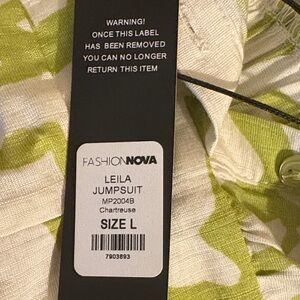 WARNING!
ONCE THIS LABEL
HAS BEEN REMOVED
YOU CAN NO LONGER
RETURN THIS ITEM
FASHIONNOVA
LEILA
JUMPSUIT
MP2004B
Chartreuse
SIZE L
7903893